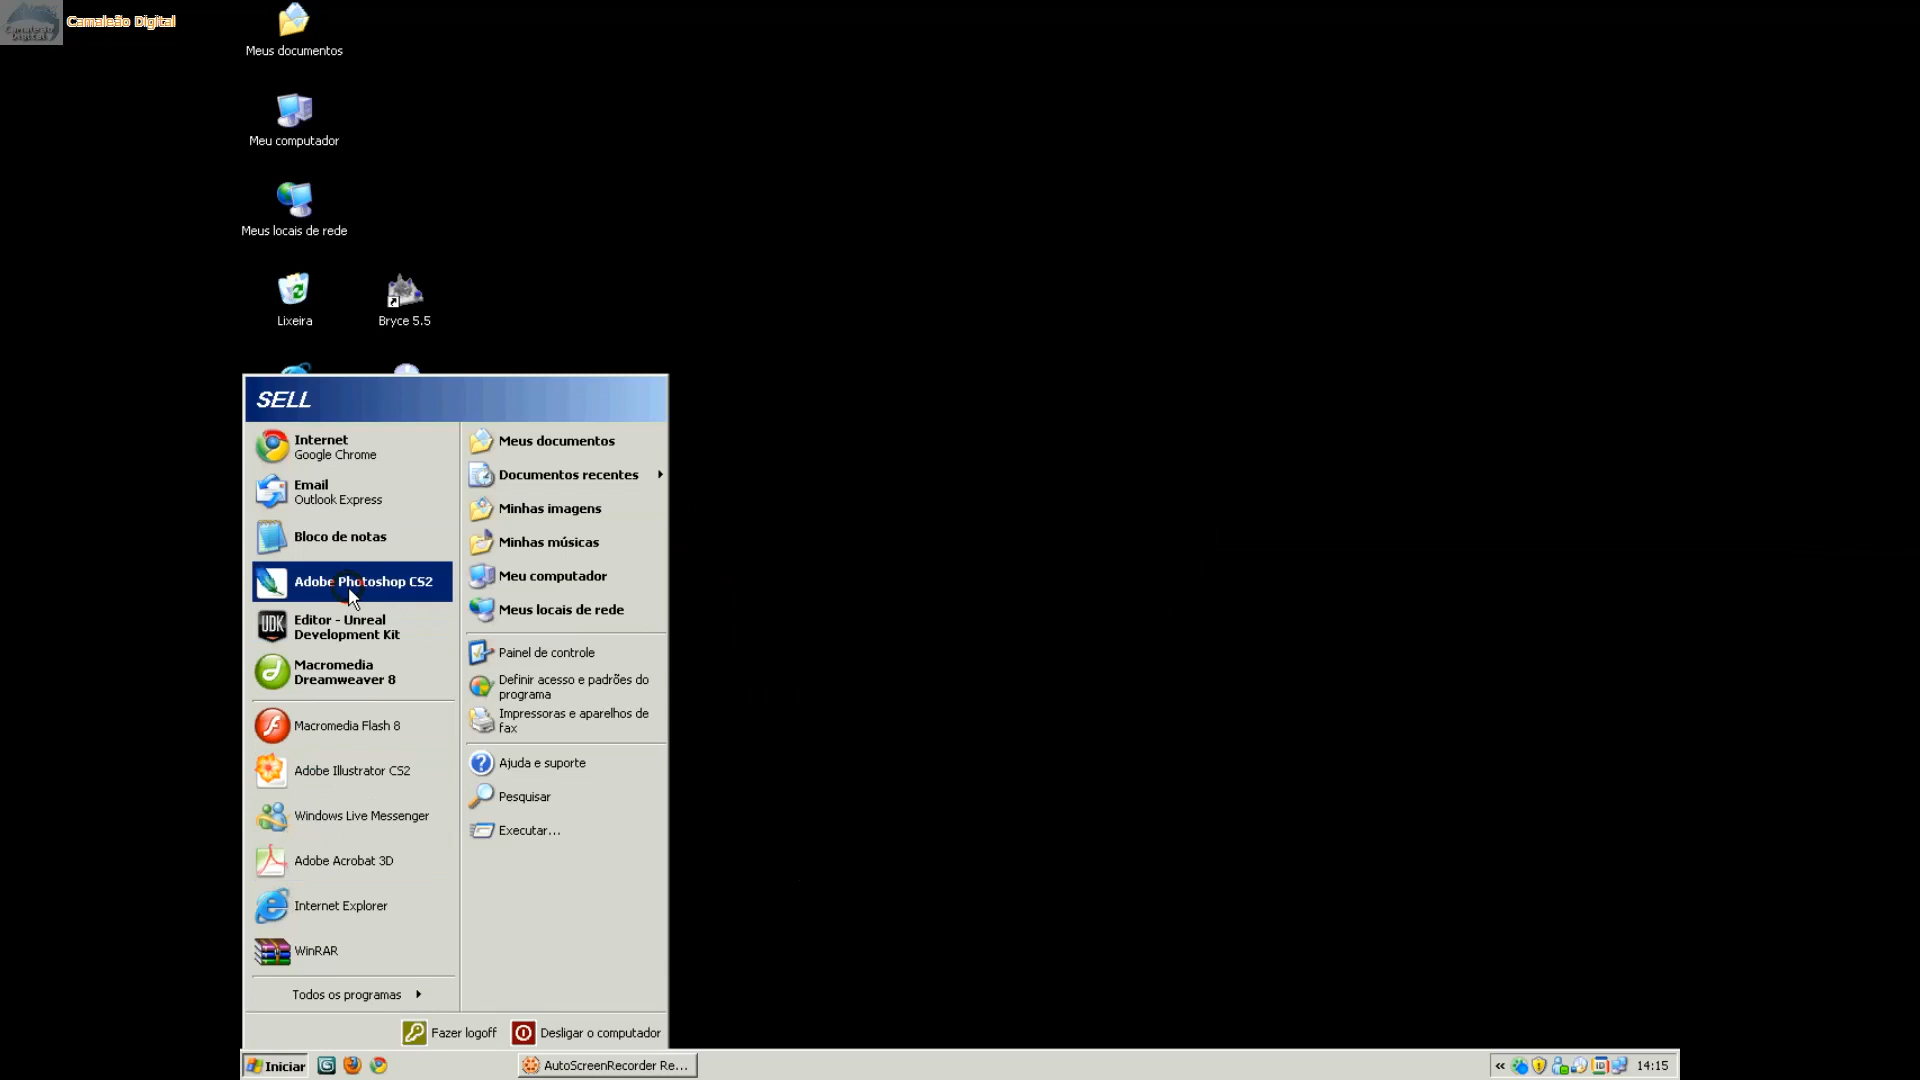 Camaleão Digital
Camaleão
Digital
Meus documentos
Meu computador
Meus locais de rede
Lixeira
Bryce 5.5
SELL
Internet
Google Chrome
Email
Outlook Express
Bloco de notas
Adobe Photoshop CS2
UDK
Editor - Unreal
Development Kit
Macromedia
Dreamweaver 8
Macromedia Flash 8
Adobe Illustrator CS2
Windows Live Messenger
Adobe Acrobat 3D
Internet Explorer
WinRAR
Todos os programas
Meus documentos
Documentos recentes
Minhas imagens
Minhas músicas
Meu computador
Meus locais de rede
Painel de controle
Definir acesso e padrões do
programa
Impressoras e aparelhos de
fax
Ajuda e suporte
Pesquisar
Executar...
Fazer logoff
Desligar o computador
Iniciar
AutoScreenRecorder Re...
14:15